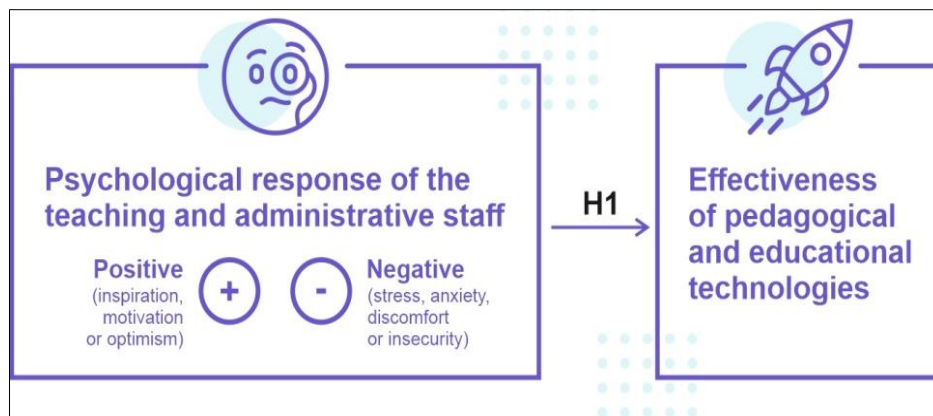 Psychological response of the
teaching and administrative staff
Positive
(inspiration,
motivation
or optimism)
+
-
Negative
(stress, anxiety,
discomfort
or insecurity)
H1
Effectiveness
of pedagogical
and educational
technologies